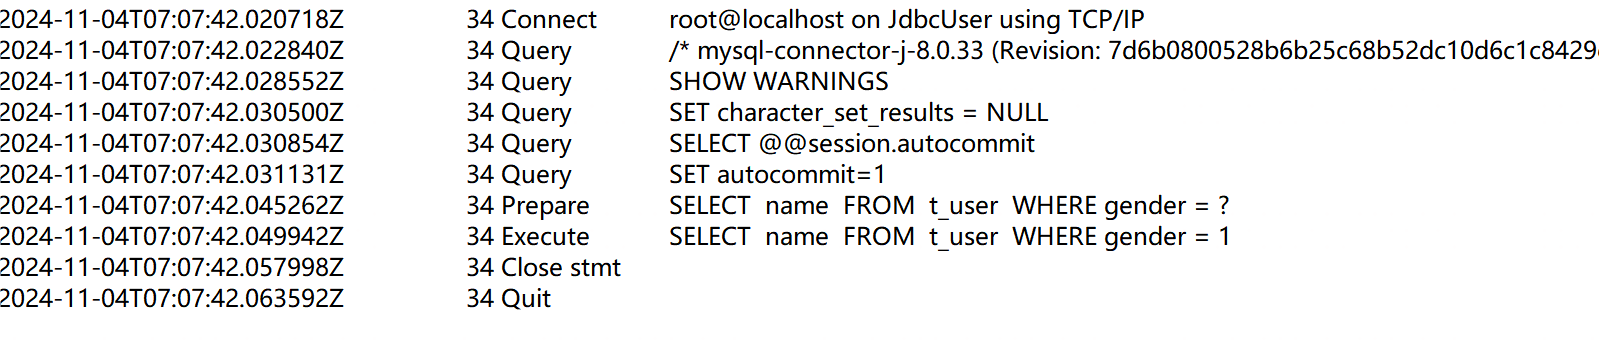 2024-11-04T07:07:42.020718Z 34 Connect root@localhost on JdbcUser using TCP/IP
2024-11-04T07:07:42.022840Z 34 Query /* mysql-connector-j-8.0.33 (Revision: 7d6b0800528b6b25c68b52dc10d6c1c8429
2024-11-04T07:07:42.028552Z 34 Query SHOW WARNINGS
2024-11-04T07:07:42.030500Z 34 Query SET character_set_results = NULL
2024-11-04T07:07:42.030854Z 34 Query SELECT @@session.autocommit
2024-11-04T07:07:42.031131Z 34 Query SET autocommit=1
2024-11-04T07:07:42.045262Z 34 Prepare SELECT name FROM t_user WHERE gender = ?
2024-11-04T07:07:42.049942Z 34 Execute SELECT name FROM t_user WHERE gender = 1
2024-11-04T07:07:42.057998Z 34 Close stmt
2024-11-04T07:07:42.063592Z 34 Quit